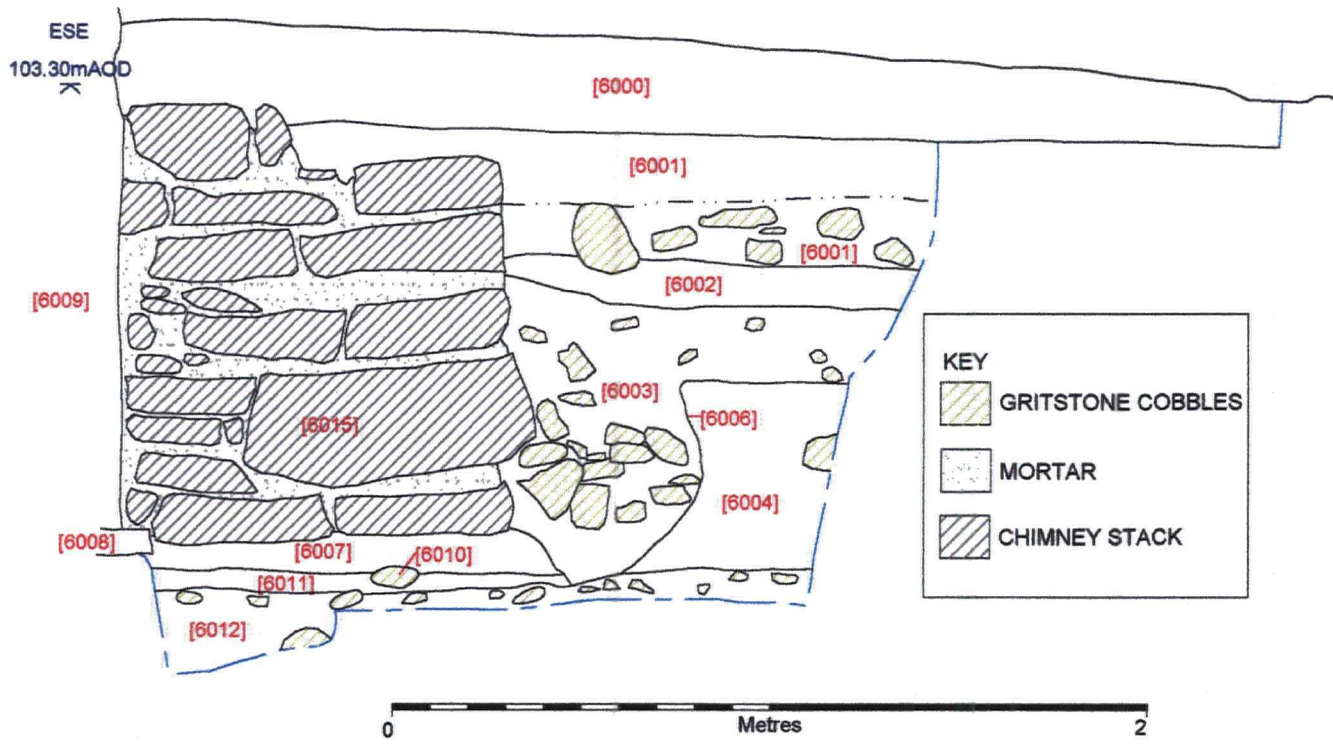 ESE
103.30mAOD
[6000]
[6001]
[6001]
[6002]
[6009]
[6003]
[6006]
[6015]
[6004]
[6008]
[6007]
[6010]
[6011]
[6012]
KEY
GRITSTONE COBBLES
MORTAR
CHIMNEY STACK
0
Metres
2